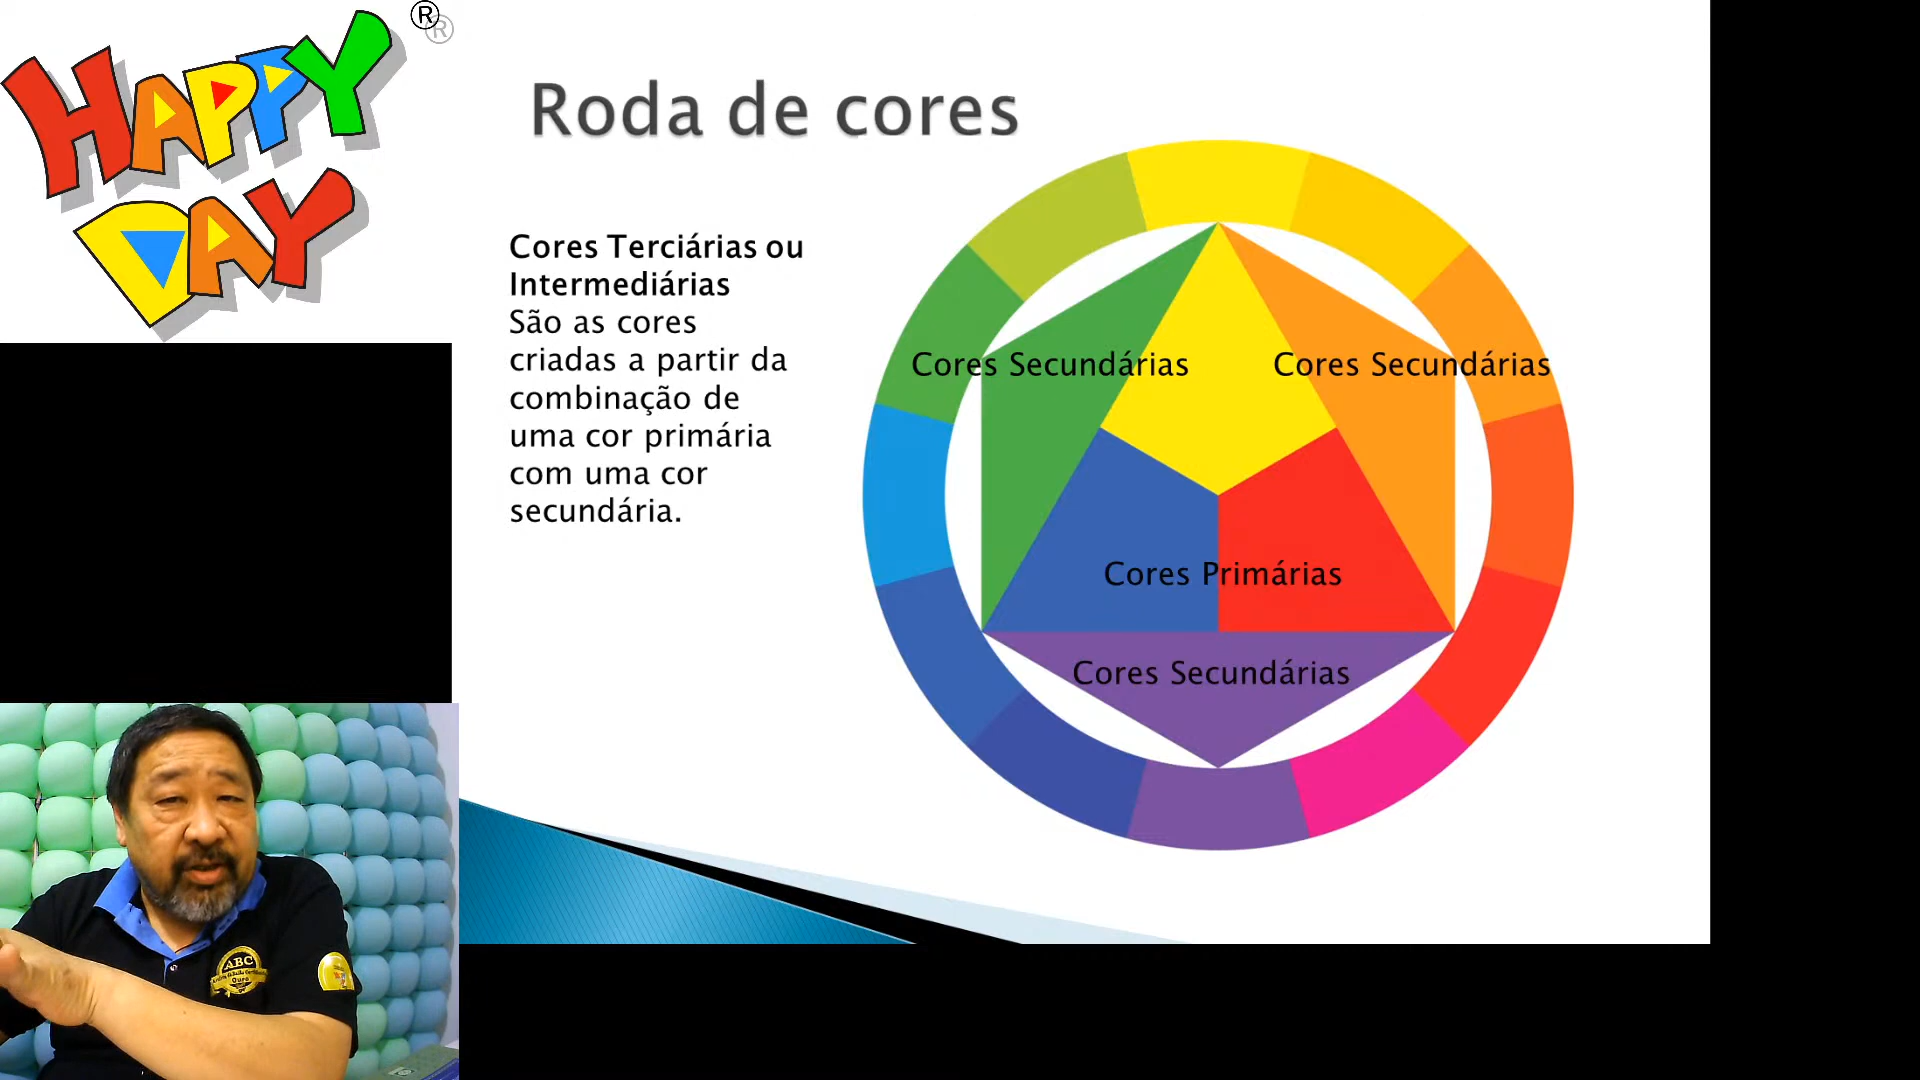 HAPPY
DAY
®
Roda de cores
Cores Terciárias ou
Intermediárias
São as cores
criadas a partir da
combinação de
uma cor primária
com uma cor
secundária.
Cores Secundárias
Cores Secundárias
Cores Primárias
Cores Secundárias
ABC
Ouro